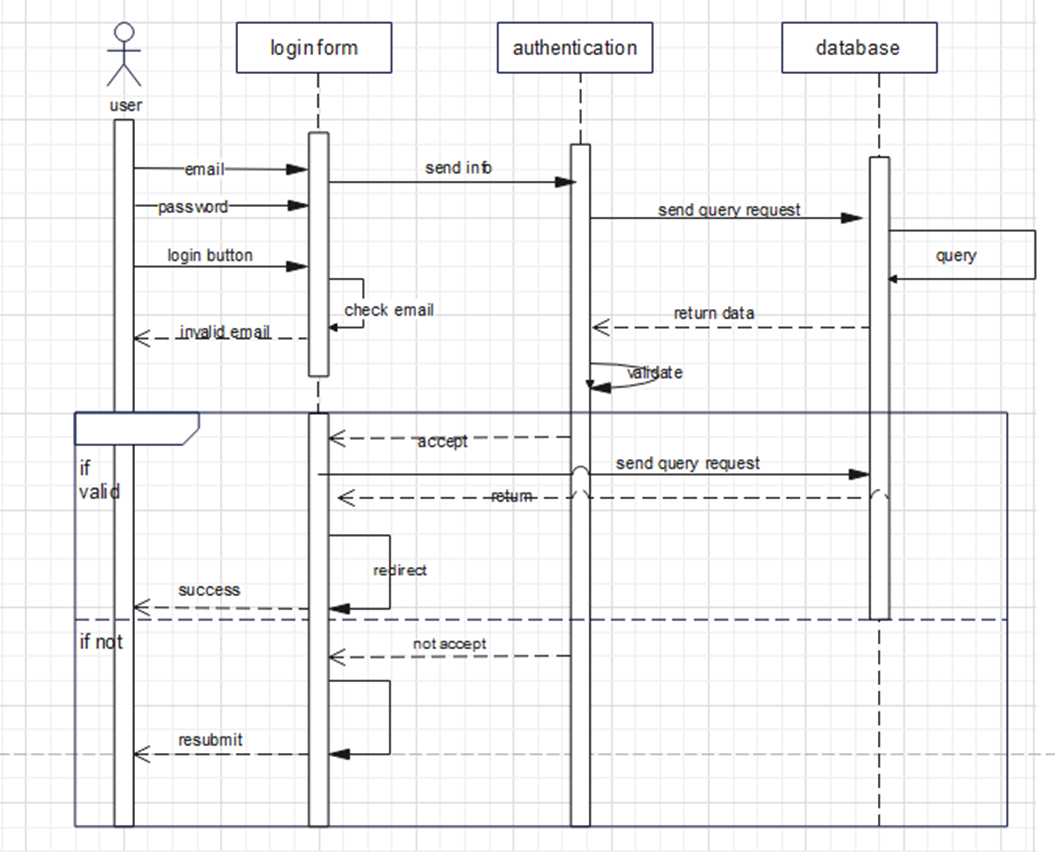 login form
authentication
database
user
email
send info
password
send query request
login button
query
check email
return data
invalid email
validate
accept
if
valid
send query request
return
redirect
success
if not
not accept
resubmit